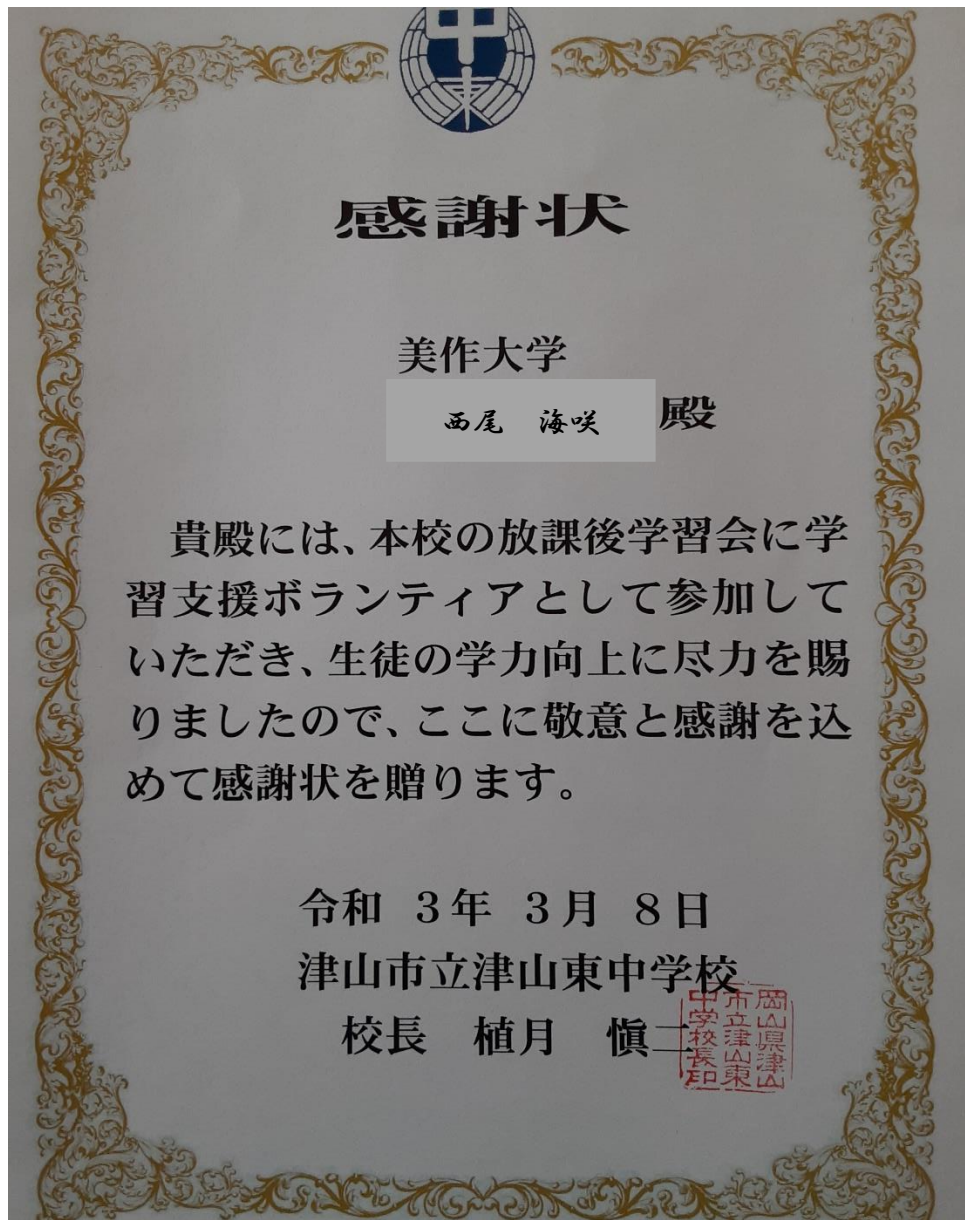 中
東
感謝状
美作大学
西尾 海咲 殿
貴殿には、本校の放課後学習会に学
習支援ボランティアとして参加して
いただき、生徒の学力向上に尽力を賜
りましたので、ここに敬意と感謝を込
めて感謝状を贈ります。
令和 3年 3月 8日
津山市立津山東中学校
校長 植月 愼二
岡山県津山
市立津山東
中学校長印